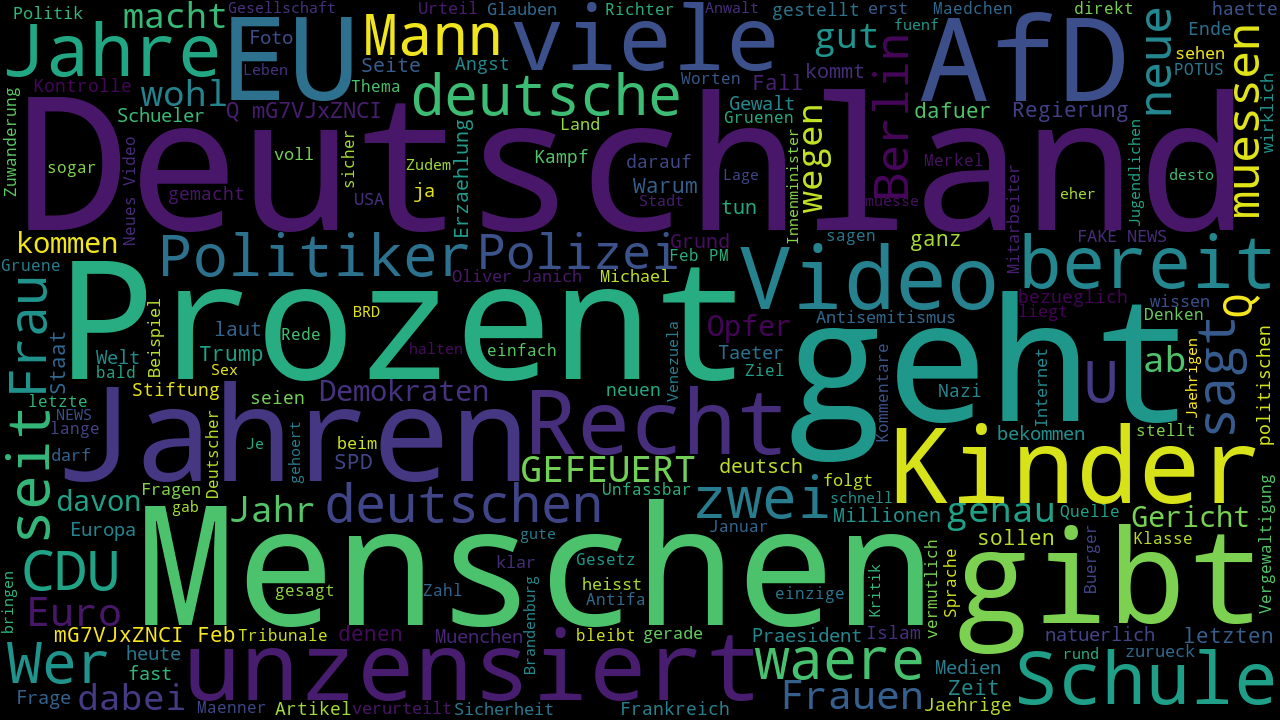 Politik macht Gesellschaft Urteil Glauben Richter Anwalt gestellt erst Maedchen direkt haette
Jahre EU Foto Mann viele gut fuenf AfD neue Ende
Leben Seite Angst Worten Fall kommt sehen POTUS
Kontrolle wohl Thema deutsche Berlin muessen wirklich
Zuwanderung Schueler Q mG7VJxZNCI Gewalt Gruenen dafuer Regierung
Deutschland
Neues Video sicher Erzaehlung Land wegen Innenminister Jugendlichen
sogar voll Zudem Kampf darauf Lage Merkel desto
gemacht USA ja Warum Stadt tun muesse eher
kommen Politiker Polizei Grund sagen ganz Mitarbeiter FAKE NEWS
Gruene Oliver Janich Michael Feb PM Video bereit
Prozent geht
Frau Staat Beispiel BRD Opfer Antisemitismus bezueglich liegt wissen Denken Q
Welt laut Rede Venezuela Taeter sagt
bald Trump halten einfach Ziel Kommentare Internet U ab Jaehrigen politischen
seit letzte Stiftung Sex seien Demokraten neuen Nazi
NEWS Jahren Recht Kinder
lange Je beim bekommen stellt
darf Deutscher gehoert SPD GEFEUERT deutsch folgt
Fragen gab Unfassbar schnell
davon Jahr deutschen zwei Millionen genau Quelle Gericht Vergewaltigung
Europa gute Januar sollen Klasse
Menschen gibt
CDU klar Gesetz vermutlich Sprache Buerger
bringen gesagt Zahl Brandenburg heisst Antifa einzige Kritik
Euro
mG7VJxZNCI Feb Tribunale denen Muenchen bleibt gerade Praesident Islam natuerlich letzten
Wer heute unzensiert waere Medien rund zurueck
fast Zeit Schule
Frage dabei Maenner Artikel verurteilt Sicherheit Frankreich Frauen Jaehrige